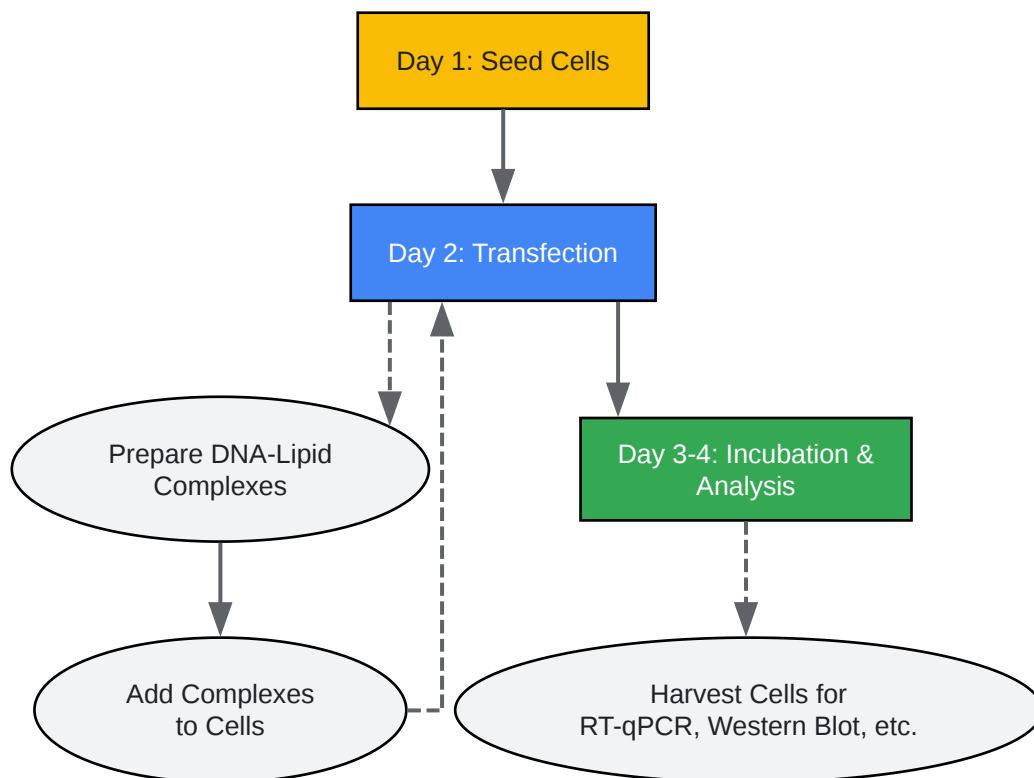 Day 1: Seed Cells
Day 2: Transfection
Prepare DNA-Lipid
Complexes
Day 3-4: Incubation &
Analysis
Add Complexes
to Cells
Harvest Cells for
RT-qPCR, Western Blot, etc.